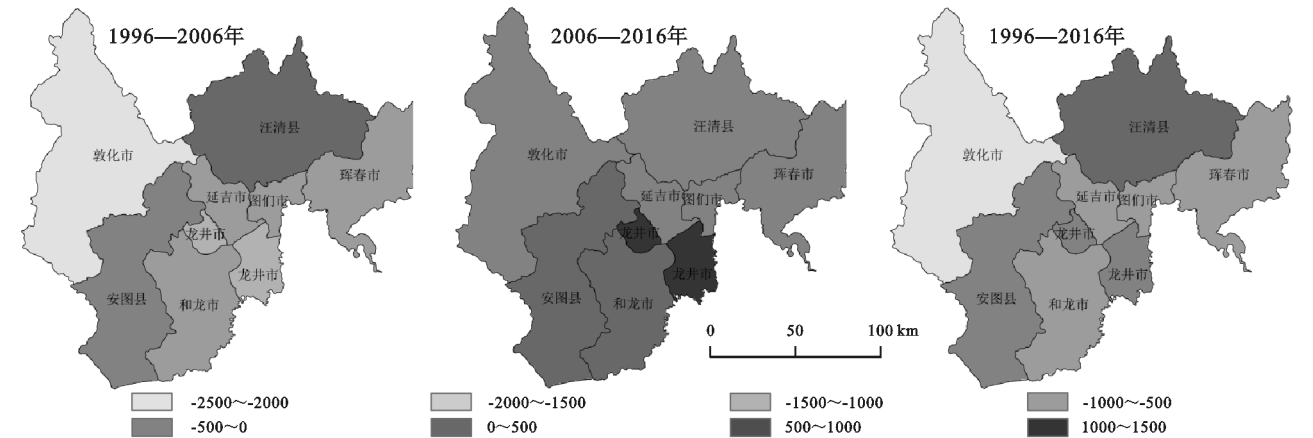 1996—2006年
2006—2016年
1996—2016年
汪清县
敦化市
珲春市
延吉市
图们市
龙井市
龙井市
安图县
和龙市
汪清县
敦化市
珲春市
延吉市
图们市
龙井市
龙井市
安图县
和龙市
汪清县
敦化市
珲春市
延吉市
图们市
龙井市
龙井市
安图县
和龙市
0 50 100 km
-2500～-2000 -2000～-1500 -1500～-1000 -1000～-500
-500～0 0～500 500～1000 1000～1500